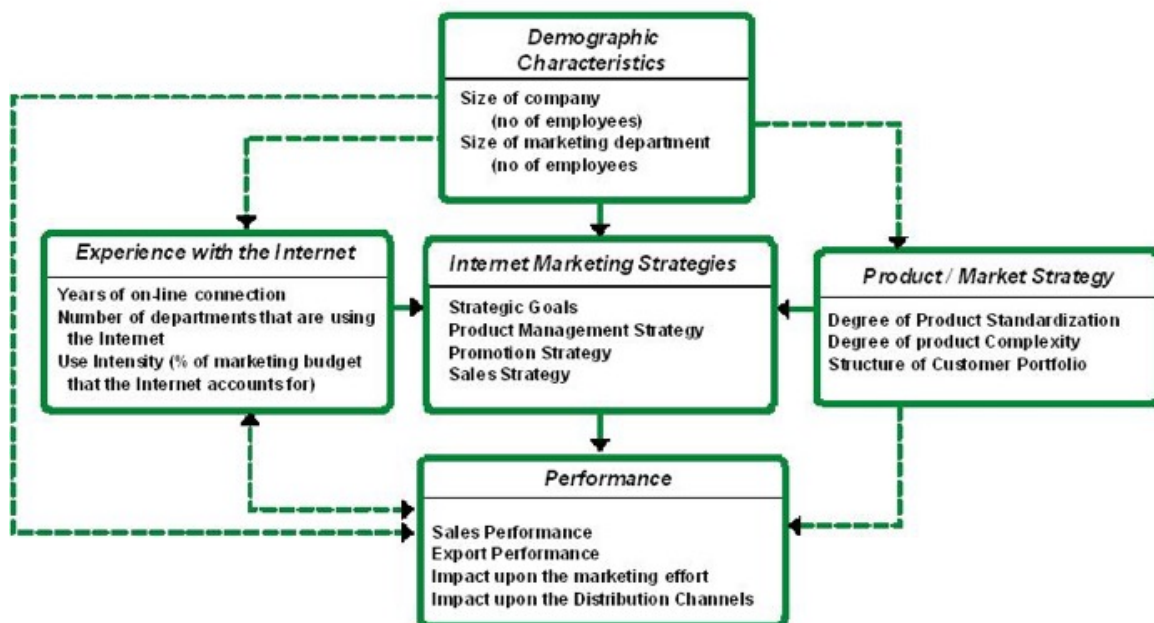 Demographic
Characteristics
Size of company
(no of employees)
Size of marketing department
(no of employees
Experience with the Internet
Years of on-line connection
Number of departments that are using
the Internet
Use Intensity (% of marketing budget
that the Internet accounts for)
Internet Marketing Strategies
Strategic Goals
Product Management Strategy
Promotion Strategy
Sales Strategy
Product / Market Strategy
Degree of Product Standardization
Degree of product Complexity
Structure of Customer Portfolio
Performance
Sales Performance
Export Performance
Impact upon the marketing effort
Impact upon the Distribution Channels